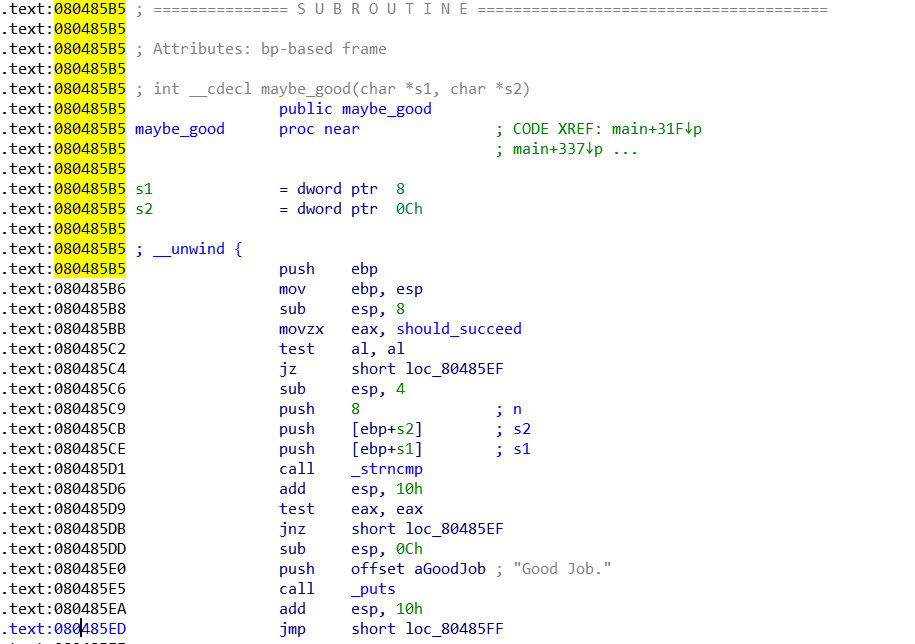 .text:080485B5 ; =============== S U B R O U T I N E =======================================
.text:080485B5
.text:080485B5 ; Attributes: bp-based frame
.text:080485B5
.text:080485B5 ; int __cdecl maybe_good(char *s1, char *s2)
.text:080485B5 public maybe_good
.text:080485B5 maybe_good proc near ; CODE XREF: main+31F↓p
.text:080485B5 ; main+337↓p ...
.text:080485B5
.text:080485B5 s1 = dword ptr 8
.text:080485B5 s2 = dword ptr 0Ch
.text:080485B5
.text:080485B5 ; __unwind {
.text:080485B5 push ebp
.text:080485B6 mov ebp, esp
.text:080485B8 sub esp, 8
.text:080485BB movzx eax, should_succeed
.text:080485C2 test al, al
.text:080485C4 jz short loc_80485EF
.text:080485C6 sub esp, 4
.text:080485C9 push 8 ; n
.text:080485CB push [ebp+s2] ; s2
.text:080485CE push [ebp+s1] ; s1
.text:080485D1 call _strncmp
.text:080485D6 add esp, 10h
.text:080485D9 test eax, eax
.text:080485DB jnz short loc_80485EF
.text:080485DD sub esp, 0Ch
.text:080485E0 push offset aGoodJob ; "Good Job."
.text:080485E5 call _puts
.text:080485EA add esp, 10h
.text:080485ED jmp short loc_80485FF